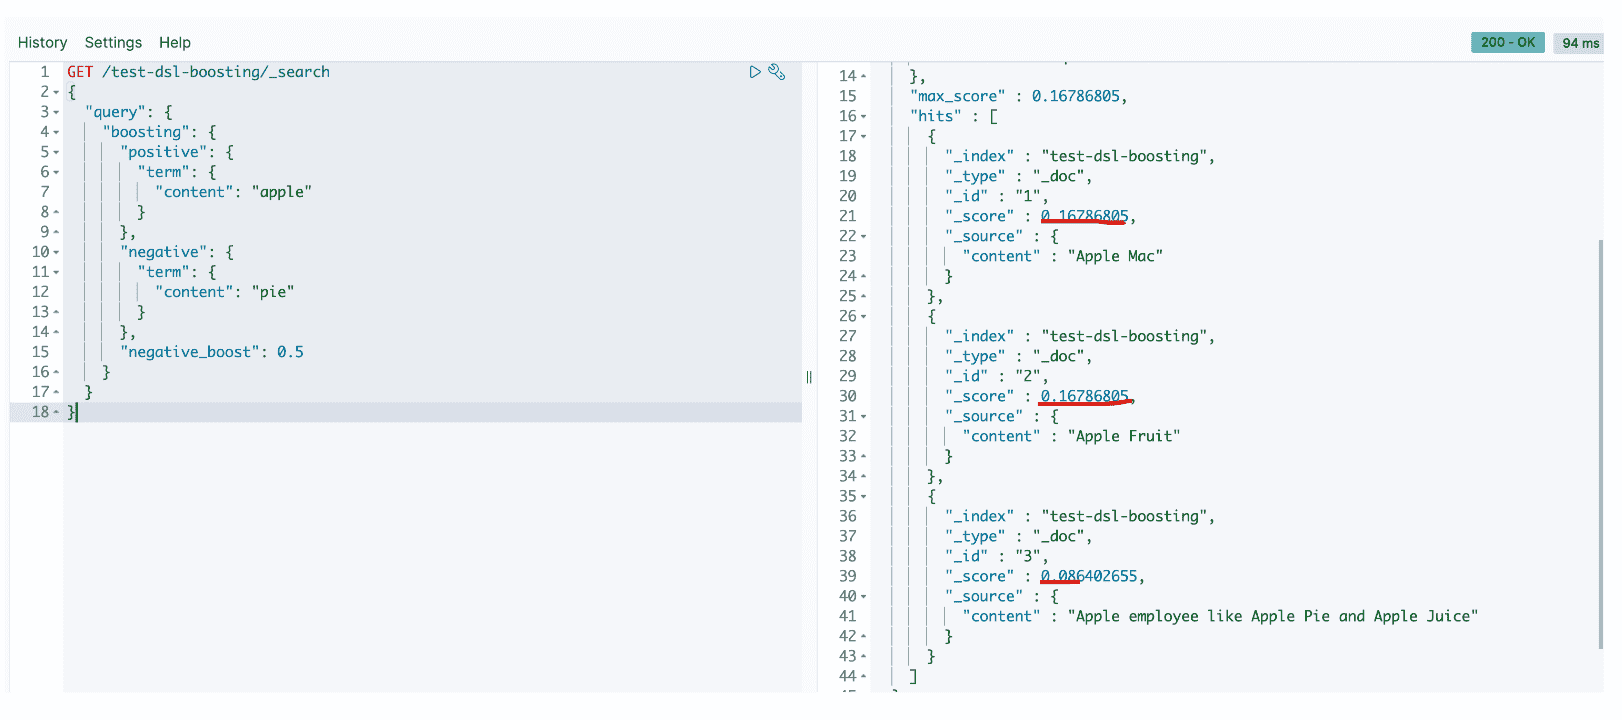 History Settings Help
200 - OK 94 ms
1 GET /test-dsl-boosting/_search
2 {
3 "query": {
4 "boosting": {
5 "positive": {
6 "term": {
7 "content": "apple"
8 }
9 },
10 "negative": {
11 "term": {
12 "content": "pie"
13 }
14 },
15 "negative_boost": 0.5
16 }
17 }
18 }
14 },
15 "max_score" : 0.16786805,
16 "hits" : [
17 {
18 "_index" : "test-dsl-boosting",
19 "_type" : "_doc",
20 "_id" : "1",
21 "_score" : 0.16786805,
22 "_source" : {
23 "content" : "Apple Mac"
24 }
25 },
26 {
27 "_index" : "test-dsl-boosting",
28 "_type" : "_doc",
29 "_id" : "2",
30 "_score" : 0.16786805,
31 "_source" : {
32 "content" : "Apple Fruit"
33 }
34 },
35 {
36 "_index" : "test-dsl-boosting",
37 "_type" : "_doc",
38 "_id" : "3",
39 "_score" : 0.086402655,
40 "_source" : {
41 "content" : "Apple employee like Apple Pie and Apple Juice"
42 }
43 }
44 ]